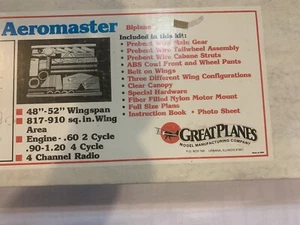 Aeromaster Biplane
Included in this kit:
• Prebent Wire Main Gear
• Prebent Wire Tailwheel Assembly
• Prebent Wire Cabane Struts
• ABS Cowl Front and Wheel Pants
• Bolt on Wings
• Three Different Wing Configurations
• Clear Canopy
• Special Hardware
• Fiber Filled Nylon Motor Mount
• Full Size Plans
• Instruction Book • Photo Sheet
48"-52" Wingspan
817-910 sq.in.Wing
Area
Engine-.60 2 Cycle
.90-1.20 4 Cycle
4 Channel Radio
GREAT PLANES
MODEL MANUFACTURING COMPANY